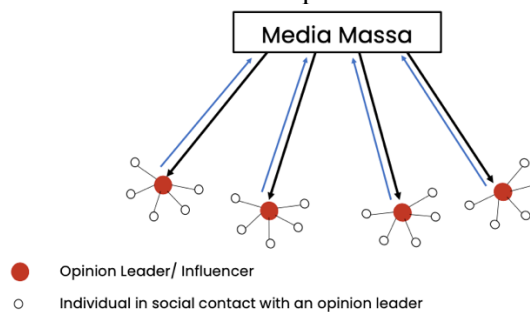 Media Massa
Opinion Leader/ Influencer
Individual in social contact with an opinion leader